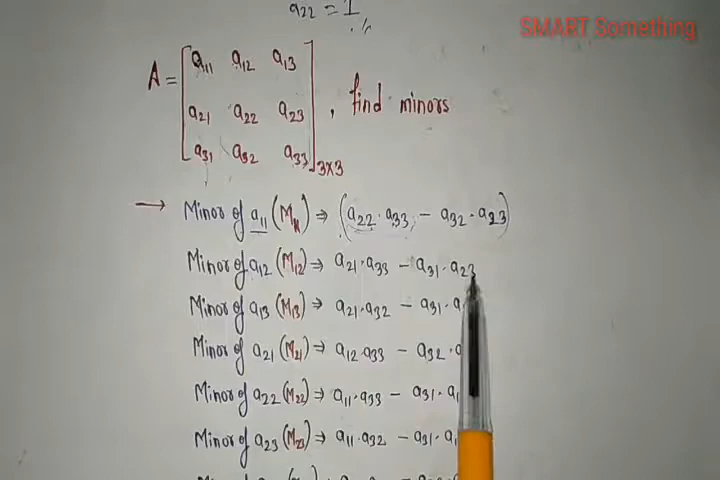 a22 = 1
SMART Something
A = [a11 a12 a13
a21 a22 a23
a31 a32 a33]3×3, find minors
→ Minor of a11 (M11) ⇒ (a22·a33 − a32·a23)
Minor of a12 (M12) ⇒ a21·a33 − a31·a23
Minor of a13 (M13) ⇒ a21·a32 − a31·
Minor of a21 (M21) ⇒ a12·a33 − a32·
Minor of a22 (M22) ⇒ a11·a33 − a31·
Minor of a23 (M23) ⇒ a11·a32 − a31·